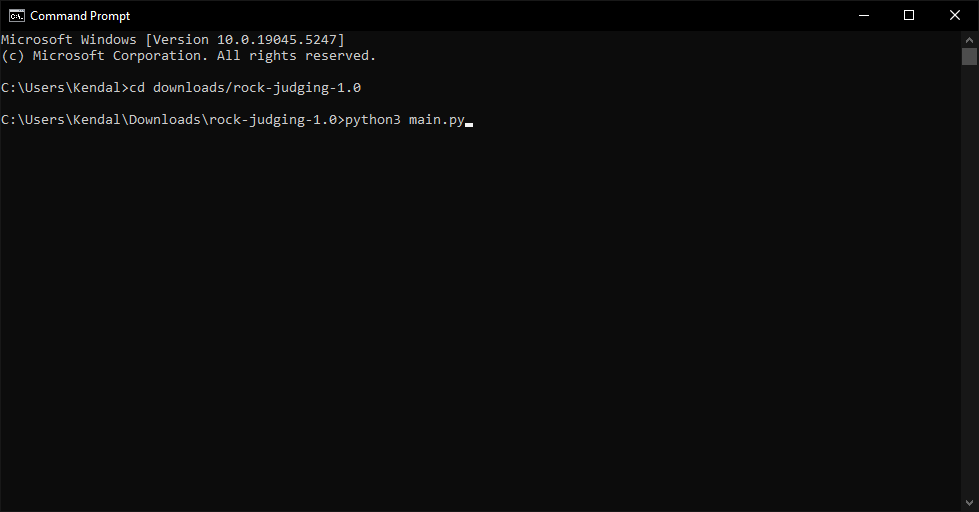 Command Prompt
Microsoft Windows [Version 10.0.19045.5247]
(c) Microsoft Corporation. All rights reserved.
C:\Users\Kendal>cd downloads/rock-judging-1.0
C:\Users\Kendal\Downloads\rock-judging-1.0>python3 main.py